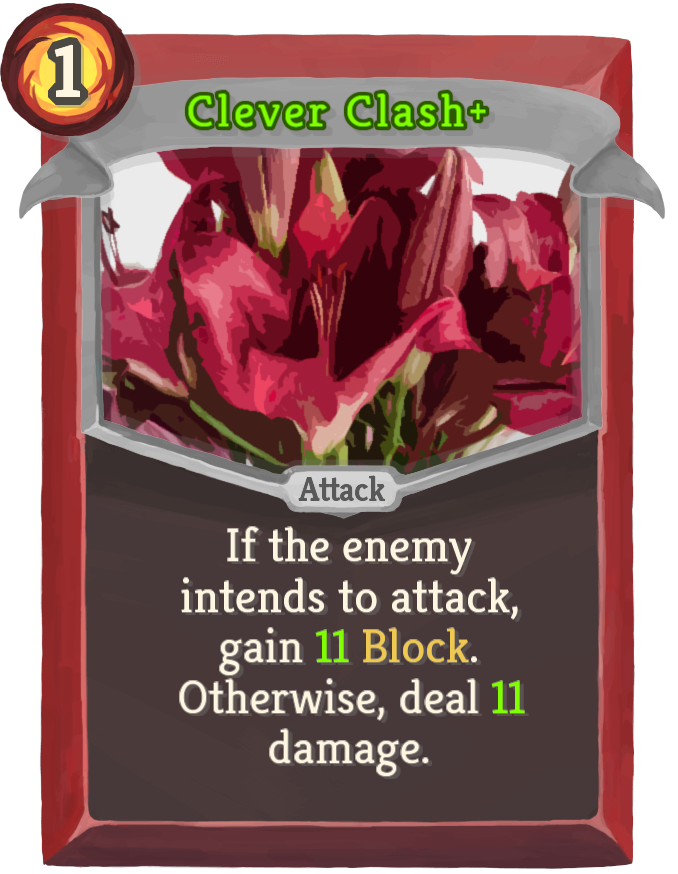 1
Clever Clash+
Attack
If the enemy
intends to attack,
gain 11 Block.
Otherwise, deal 11
damage.